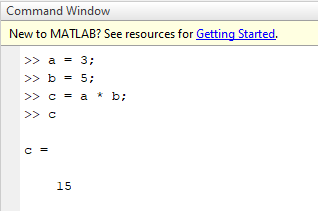 Command Window
New to MATLAB? See resources for Getting Started.
>> a = 3;
>> b = 5;
>> c = a * b;
>> c
c =
15